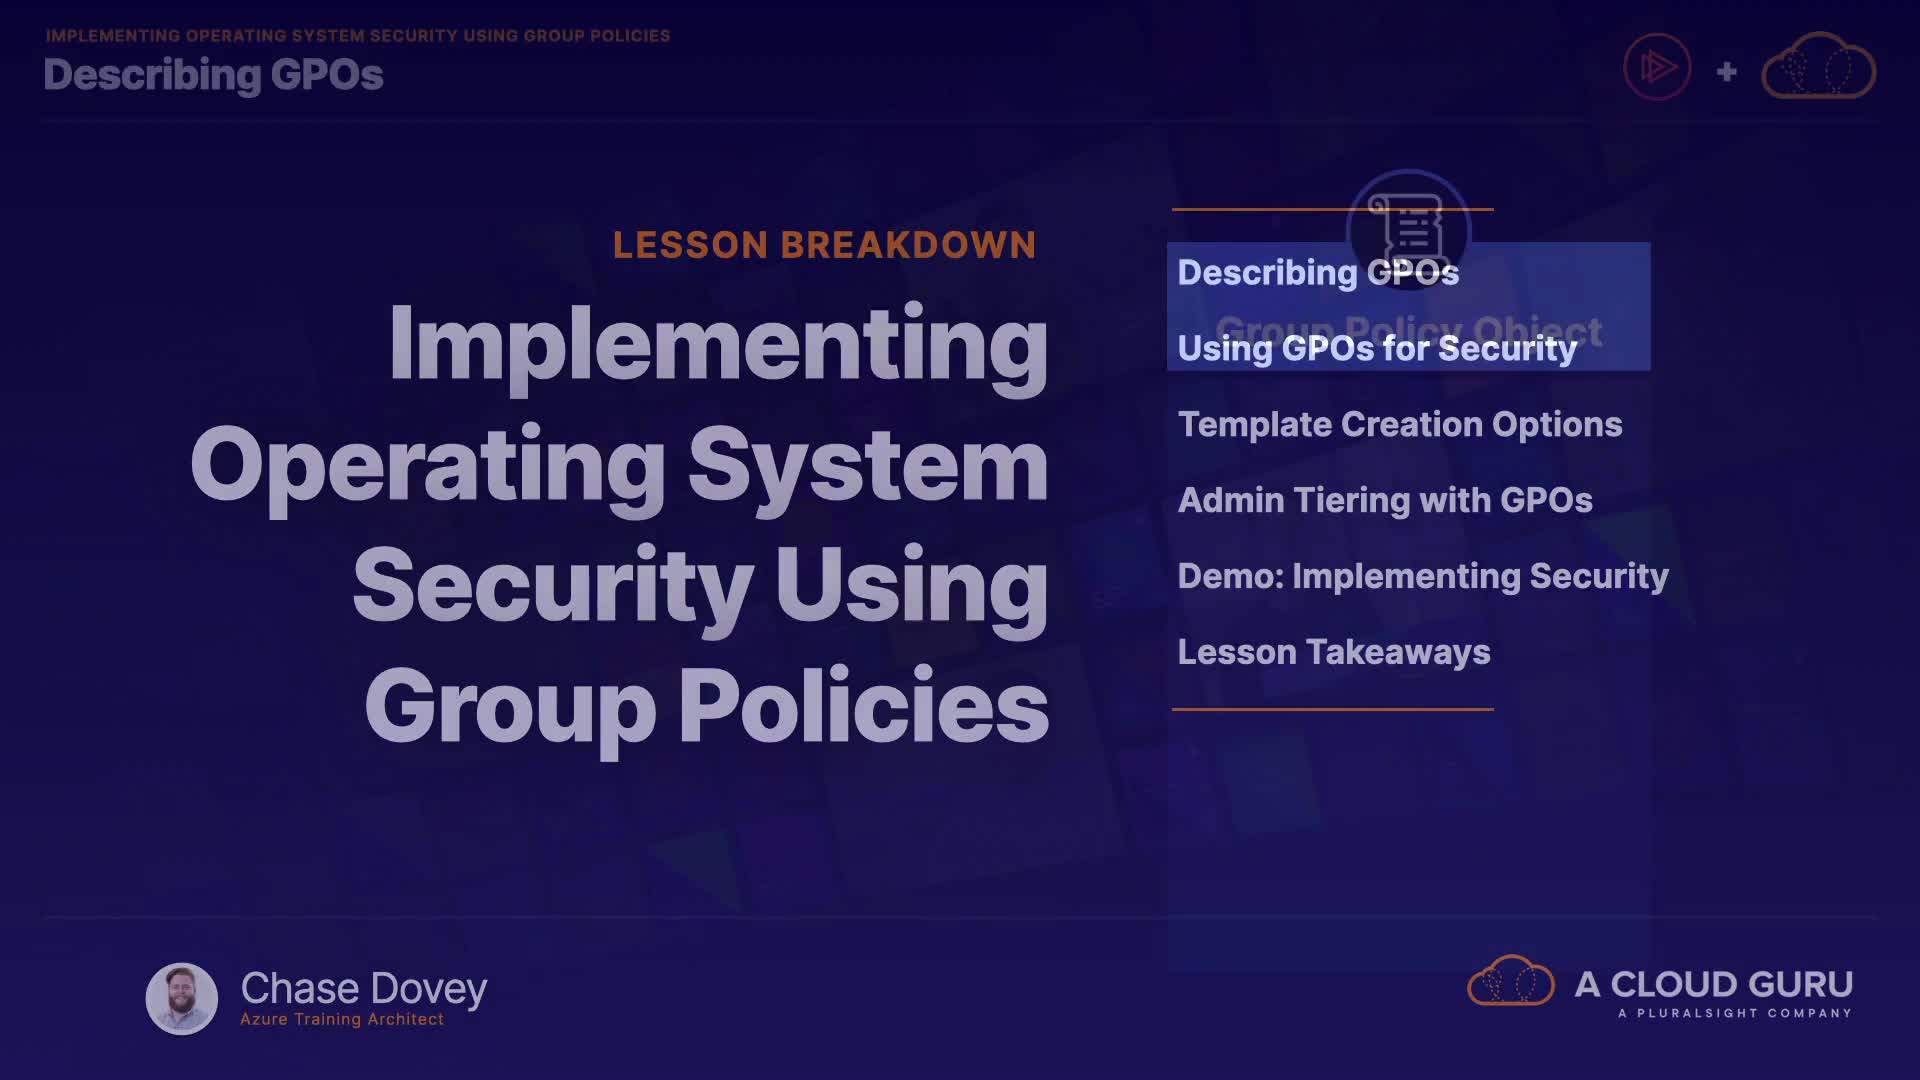 IMPLEMENTING OPERATING SYSTEM SECURITY USING GROUP POLICIES
Describing GPOs
LESSON BREAKDOWN
Implementing
Operating System
Security Using
Group Policies
Describing GPOs
Group Policy Object
Using GPOs for Security
Template Creation Options
Admin Tiering with GPOs
Demo: Implementing Security
Lesson Takeaways
Chase Dovey
Azure Training Architect
A CLOUD GURU
A PLURALSIGHT COMPANY